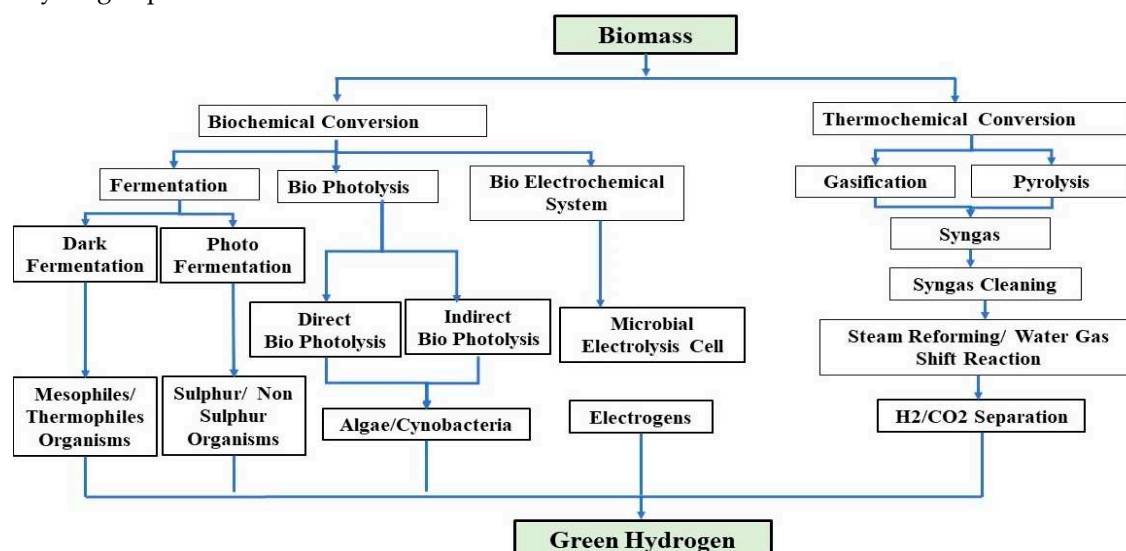 Biomass
Biochemical Conversion
Thermochemical Conversion
Fermentation
Bio Photolysis
Bio Electrochemical
System
Gasification
Pyrolysis
Dark
Fermentation
Photo
Fermentation
Syngas
Syngas Cleaning
Direct
Bio Photolysis
Indirect
Bio Photolysis
Microbial
Electrolysis Cell
Steam Reforming/ Water Gas
Shift Reaction
Mesophiles/
Thermophiles
Organisms
Sulphur/ Non
Sulphur
Organisms
Algae/Cynobacteria
Electrogens
H2/CO2 Separation
Green Hydrogen